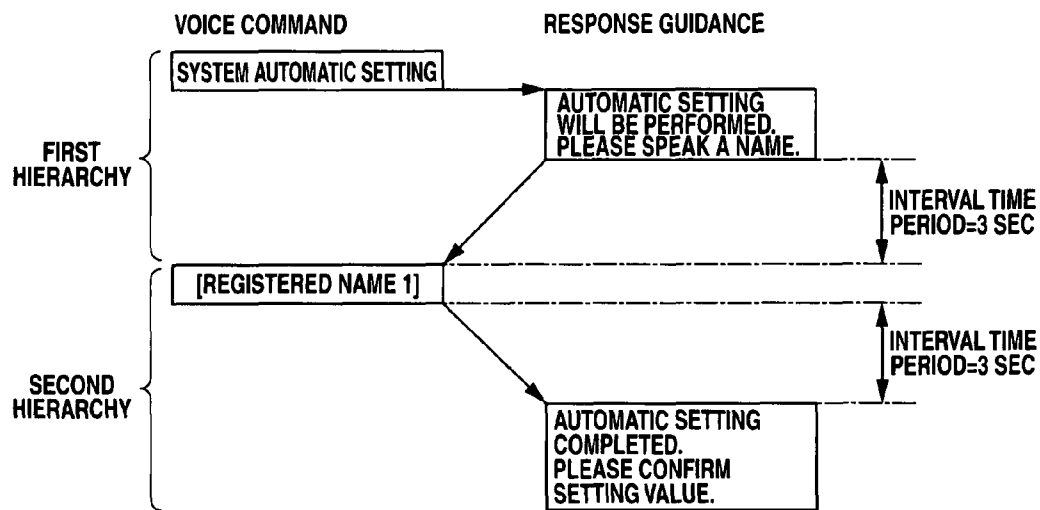 VOICE COMMAND
RESPONSE GUIDANCE
SYSTEM AUTOMATIC SETTING
AUTOMATIC SETTING
WILL BE PERFORMED.
PLEASE SPEAK A NAME.
FIRST
HIERARCHY
INTERVAL TIME
PERIOD=3 SEC
[REGISTERED NAME 1]
INTERVAL TIME
PERIOD=3 SEC
SECOND
HIERARCHY
AUTOMATIC SETTING
COMPLETED.
PLEASE CONFIRM
SETTING VALUE.